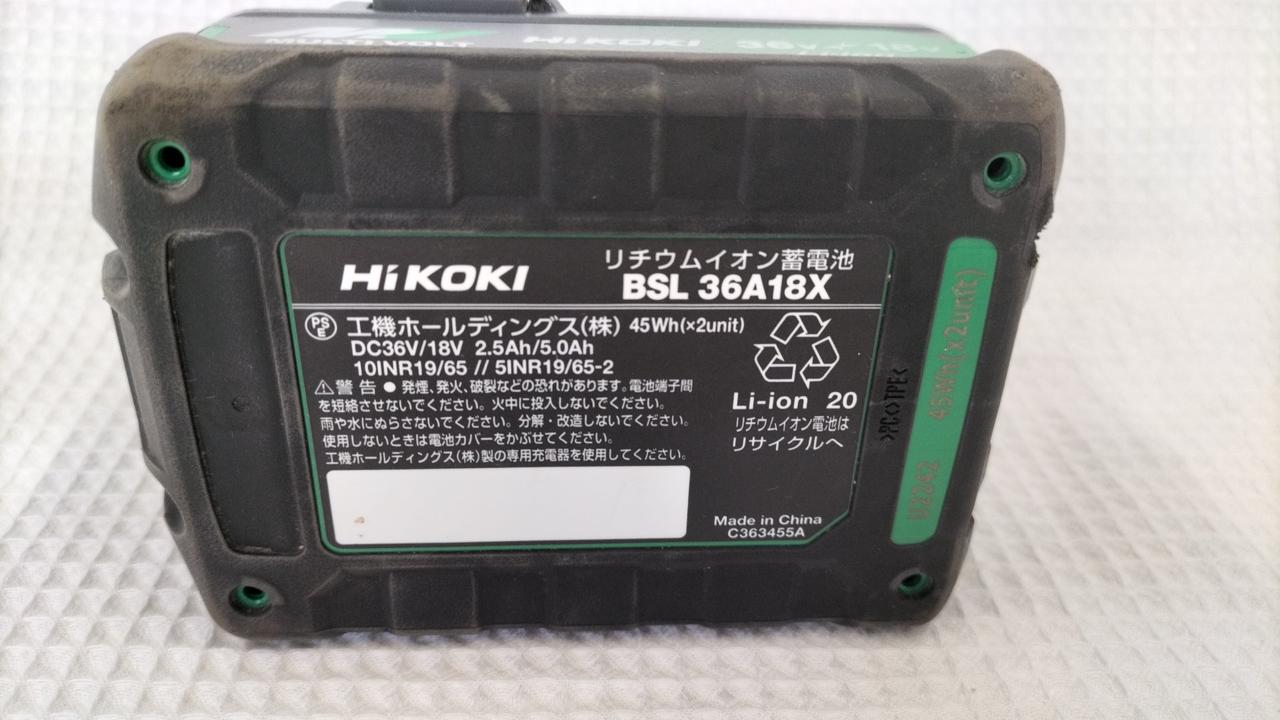 MULTI VOLT HiKOKI 36V⚡18V
HiKOKI
リチウムイオン蓄電池
BSL 36A18X
PSE 工機ホールディングス(株) 45Wh(×2unit)
DC36V/18V 2.5Ah/5.0Ah
10INR19/65 // 5INR19/65-2
⚠警告 ● 発煙、発火、破裂などの恐れがあります。電池端子間
を短絡させないでください。火中に投入しないでください。
雨や水にぬらさないでください。分解・改造しないでください。
使用しないときは電池カバーをかぶせてください。
工機ホールディングス(株)製の専用充電器を使用してください。
Li-ion 20
リチウムイオン電池は
リサイクルへ
Made in China
C363455A
>PC◇TPE<
U2242 45Wh(x2unit)